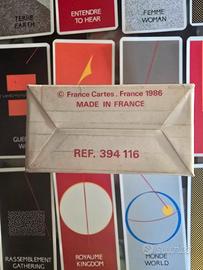 TERRE
EARTH
ENTENDRE
TO HEAR
FEMME
WOMAN
© France Cartes . France 1986
MADE IN FRANCE
REF. 394 116
RASSEMBLEMENT
GATHERING
ROYAUME
KINGDOM
MONDE
WORLD